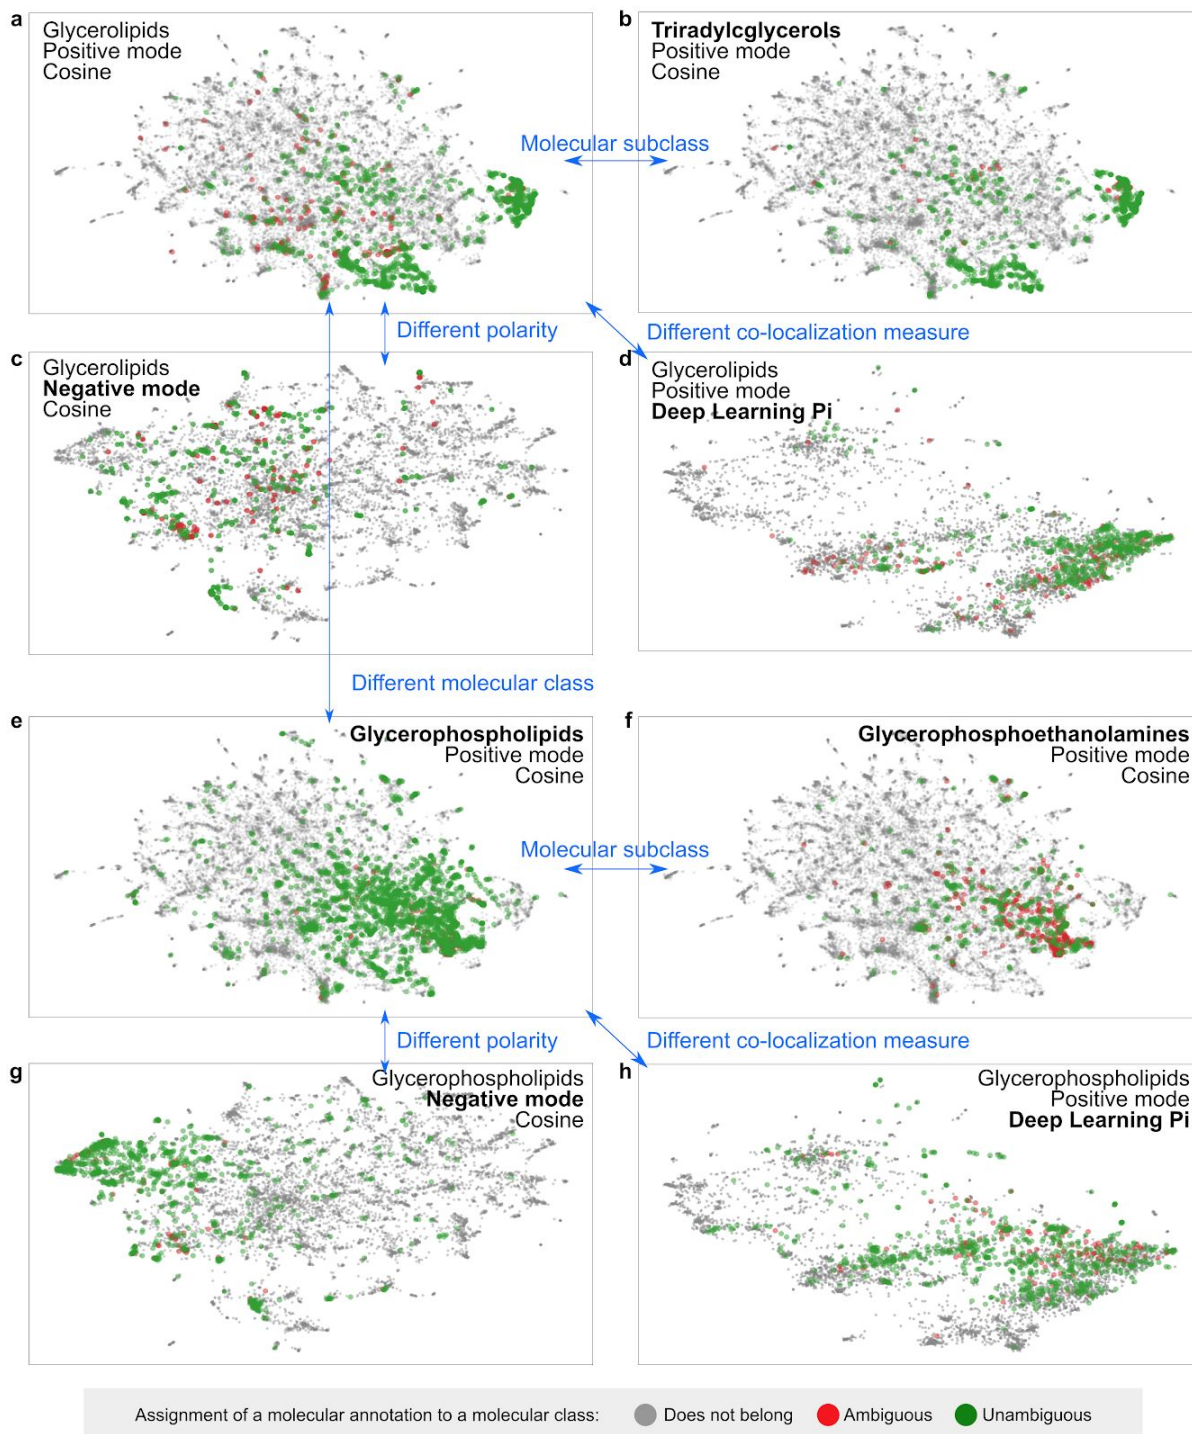 a
Glycerolipids
Positive mode
Cosine
b
Triradylcglycerols
Positive mode
Cosine
Molecular subclass
Different polarity
Different co-localization measure
c
Glycerolipids
Negative mode
Cosine
d
Glycerolipids
Positive mode
Deep Learning Pi
Different molecular class
e
Glycerophospholipids
Positive mode
Cosine
f
Glycerophosphoethanolamines
Positive mode
Cosine
Molecular subclass
Different polarity
Different co-localization measure
g
Glycerophospholipids
Negative mode
Cosine
h
Glycerophospholipids
Positive mode
Deep Learning Pi
Assignment of a molecular annotation to a molecular class: Does not belong Ambiguous Unambiguous